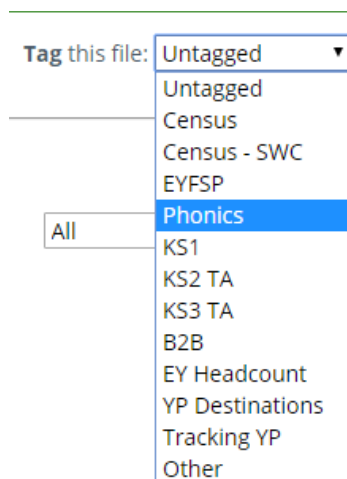 Tag this file: Untagged
Untagged
Census
Census - SWC
EYFSP
Phonics
All
KS1
KS2 TA
KS3 TA
B2B
EY Headcount
YP Destinations
Tracking YP
Other